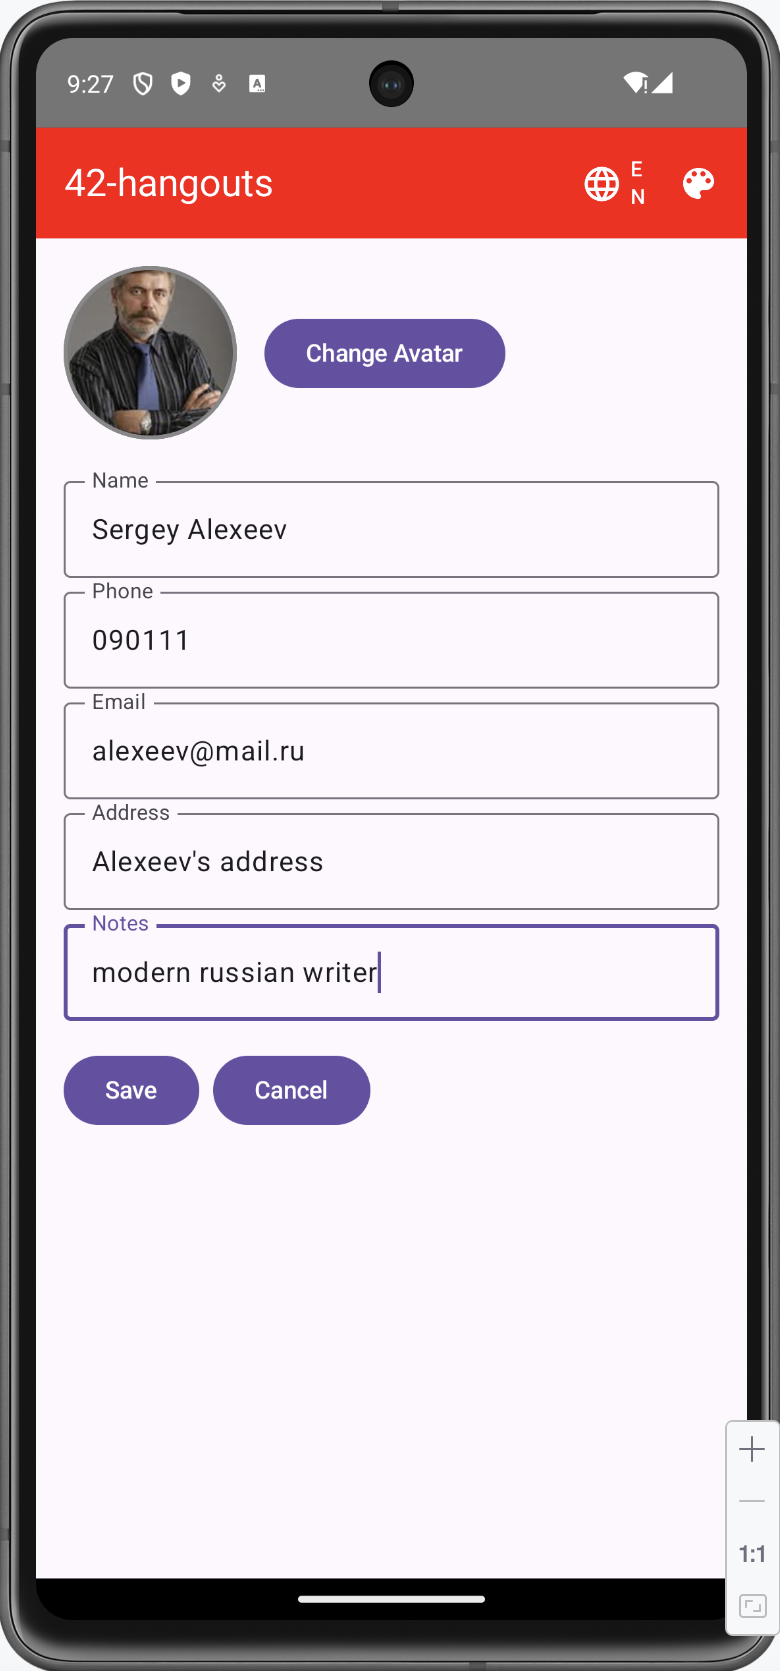 9:27
42-hangouts
E
N
Change Avatar
Name
Sergey Alexeev
Phone
090111
Email
alexeev@mail.ru
Address
Alexeev's address
Notes
modern russian writer
Save
Cancel
1:1